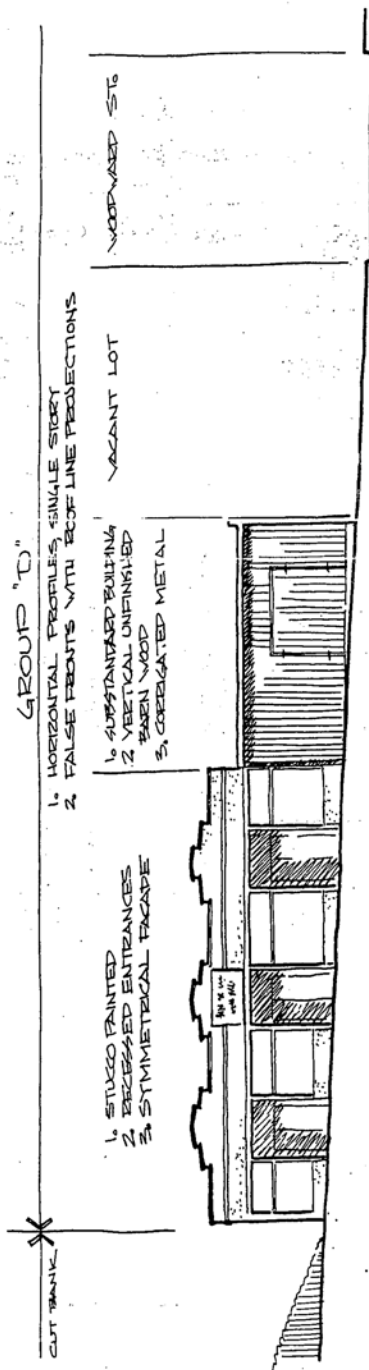 GROUP "D"
1. HORIZONTAL PROFILES, SINGLE STORY
2. FALSE FRONTS WITH ROOF LINE PROJECTIONS
CUT BANK
1. STUCCO PAINTED
2. RECESSED ENTRANCES
3. SYMMETRICAL FACADE
1. SUBSTANDARD BUILDING
2. VERTICAL UNFINISHED
BARN WOOD
3. CORRIGATED METAL
VACANT LOT
WOODWARD ST.